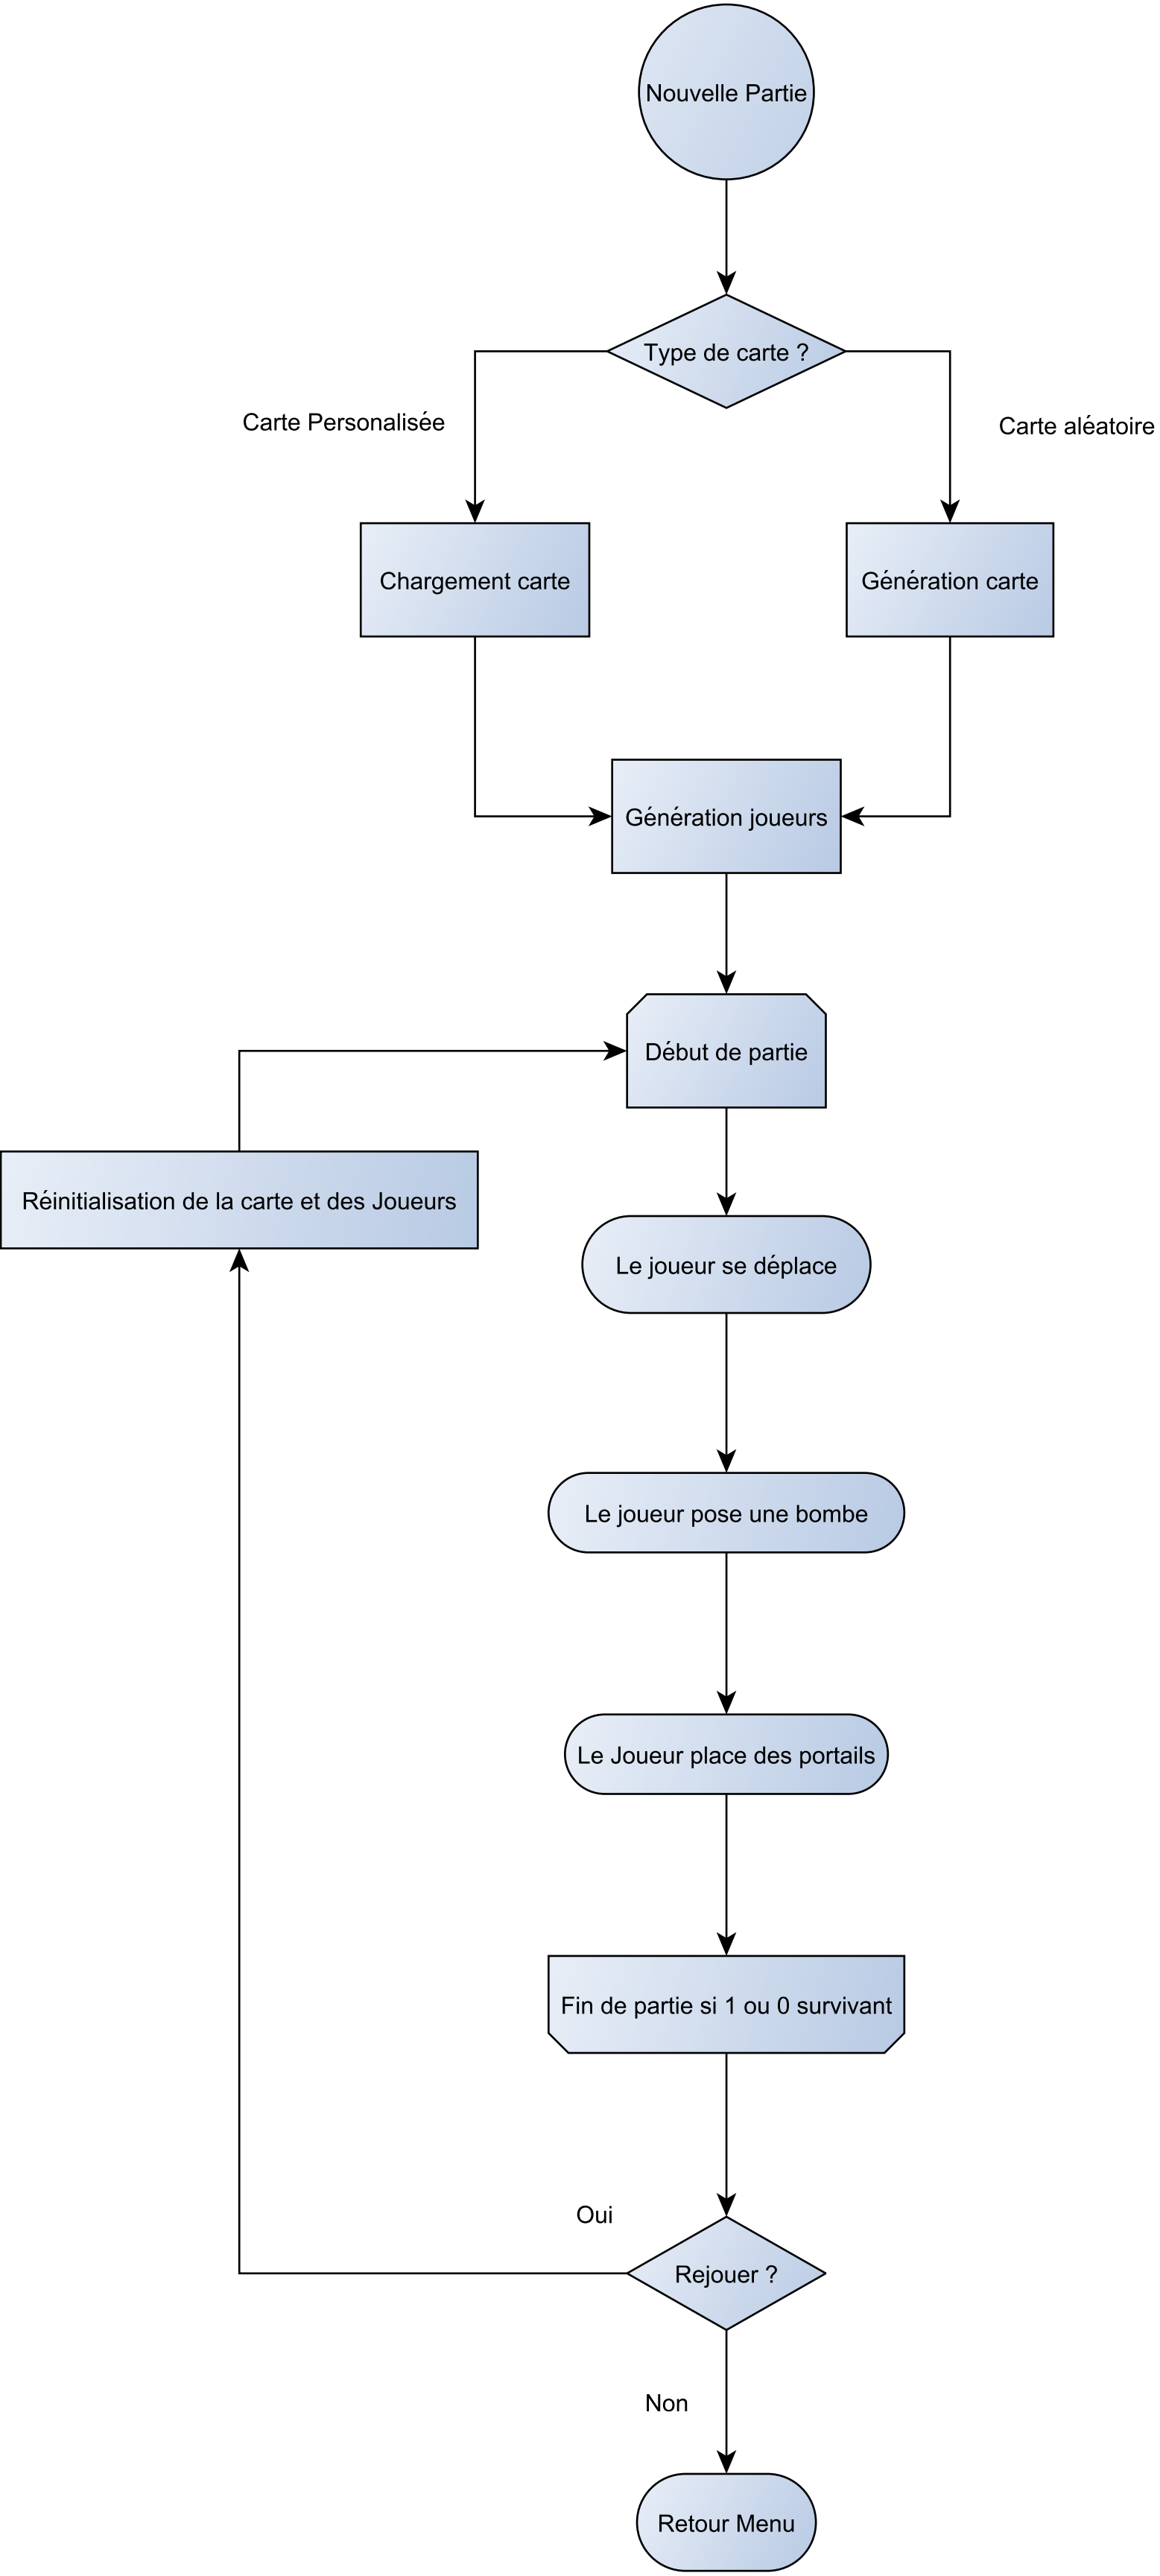 Nouvelle Partie
Type de carte ?
Carte Personalisée
Carte aléatoire
Chargement carte
Génération carte
Génération joueurs
Début de partie
Réinitialisation de la carte et des Joueurs
Le joueur se déplace
Le joueur pose une bombe
Le Joueur place des portails
Fin de partie si 1 ou 0 survivant
Oui
Rejouer ?
Non
Retour Menu